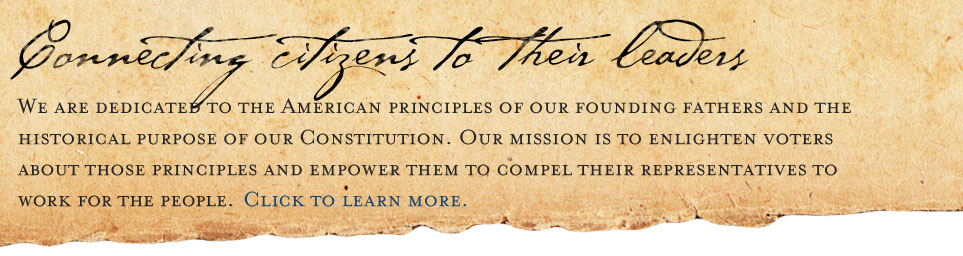 Connecting citizens to their leaders
We are dedicated to the American principles of our founding fathers and the
historical purpose of our Constitution. Our mission is to enlighten voters
about those principles and empower them to compel their representatives to
work for the people. Click to learn more.